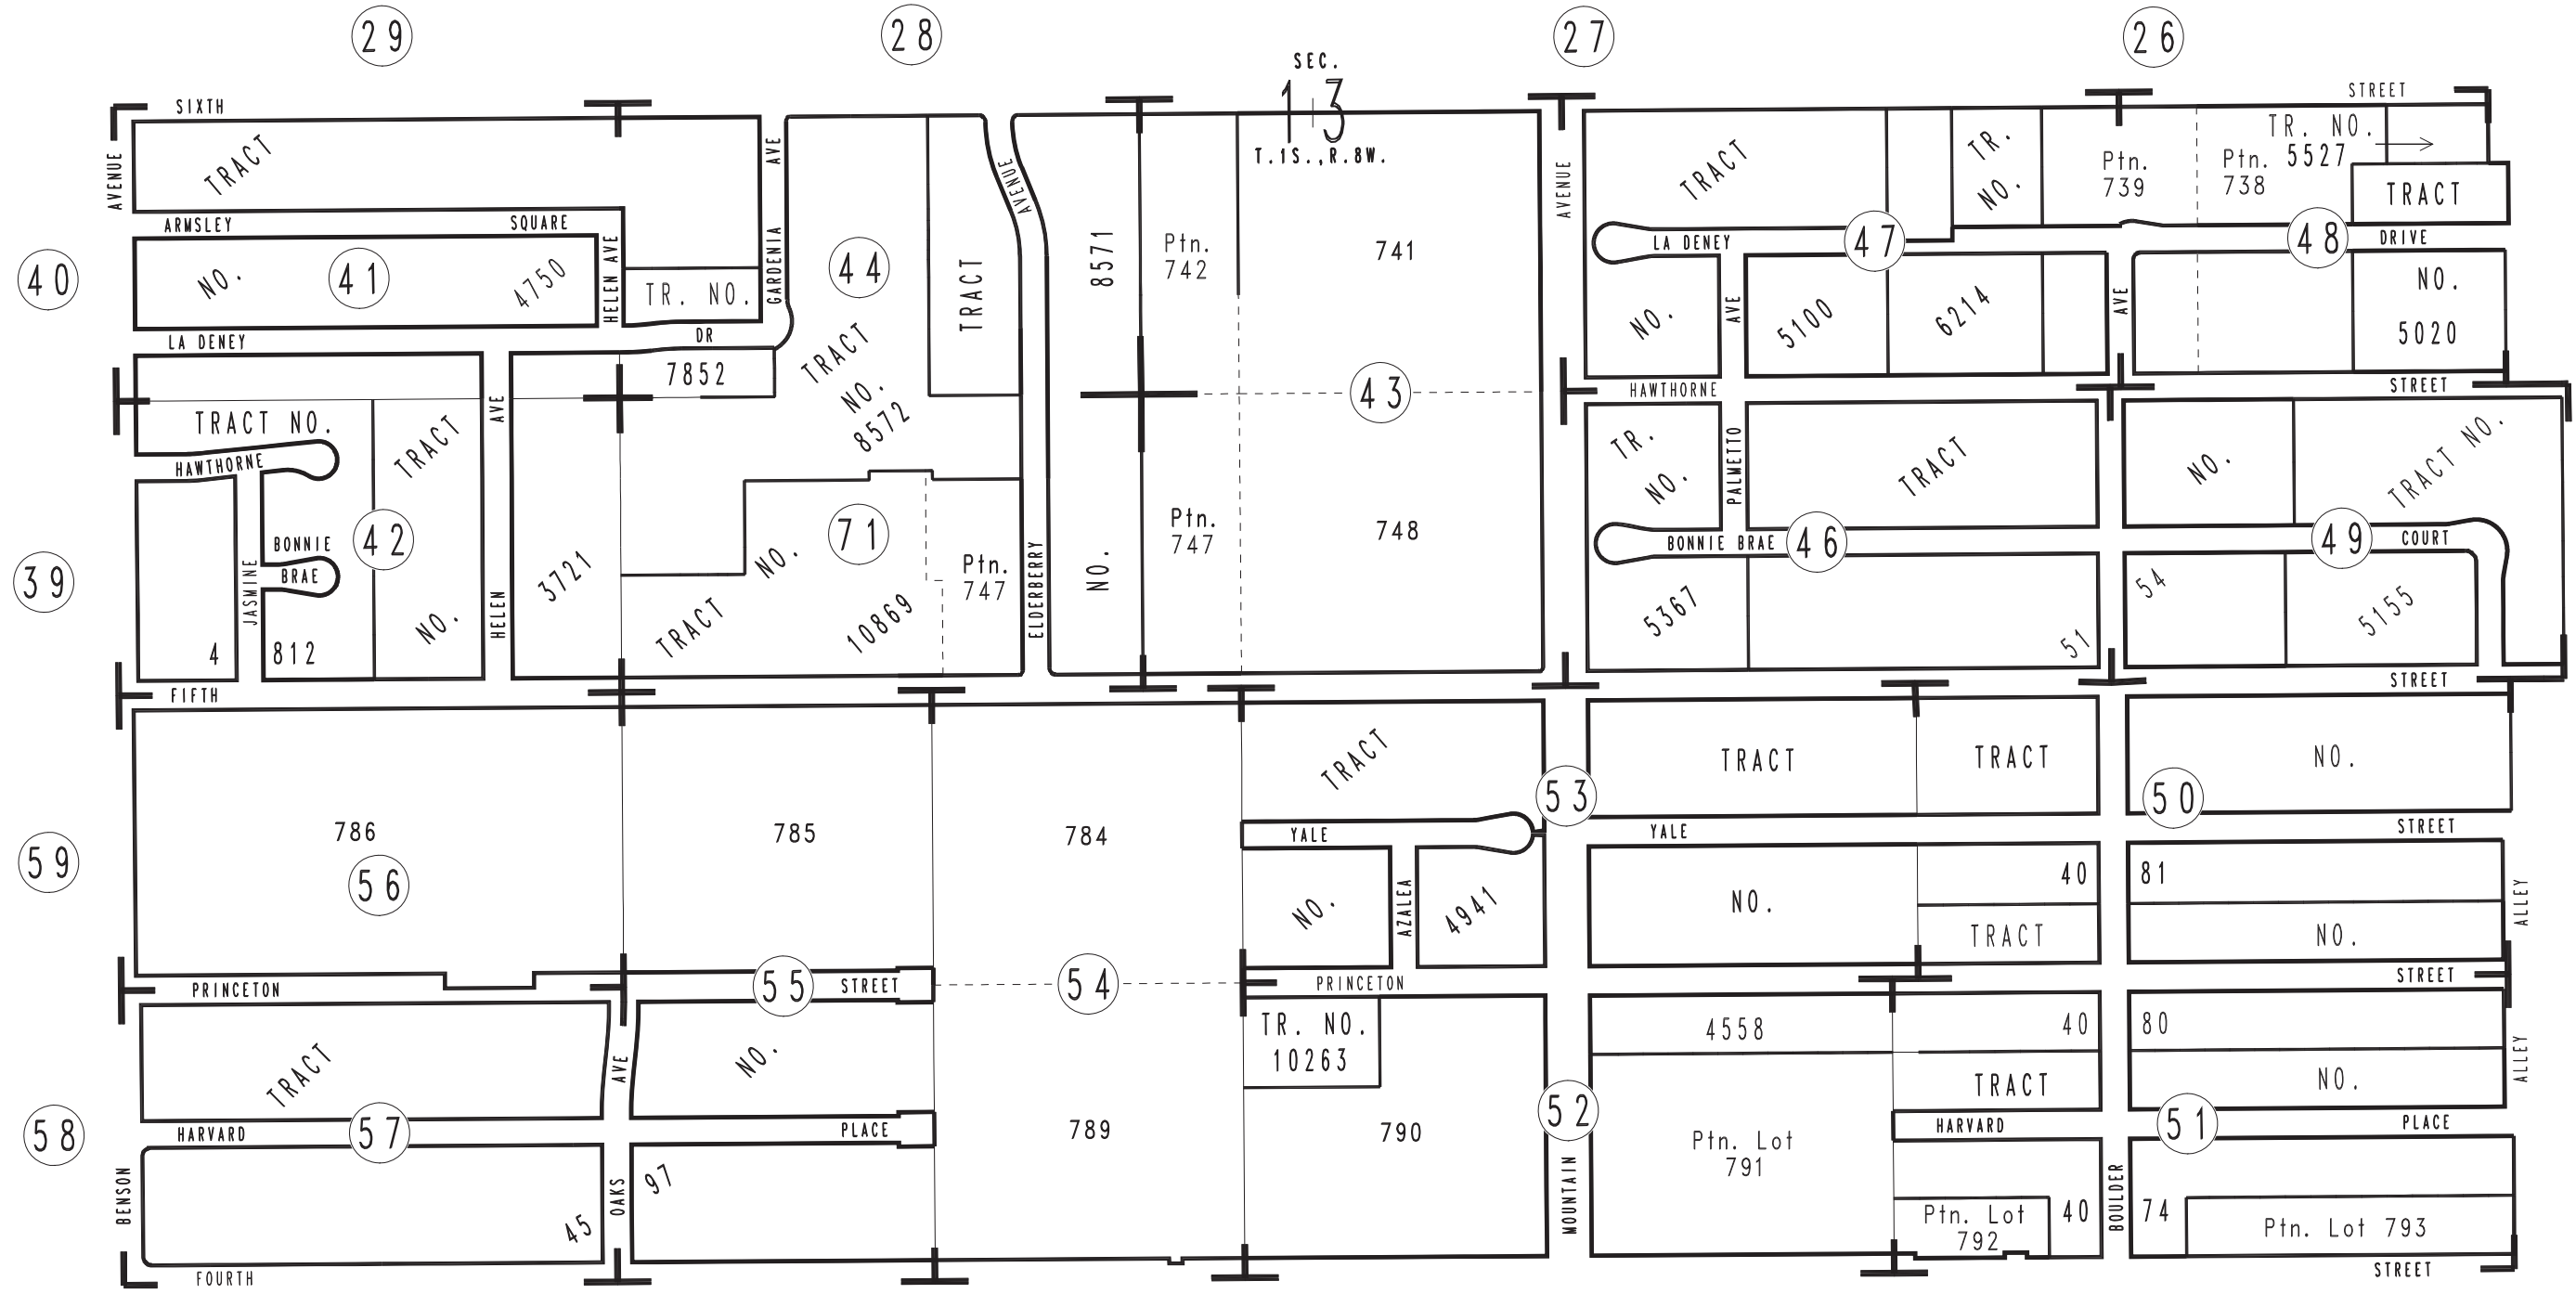 29
28
27
26
SEC.
13
T.1S.,R.8W.
SIXTH
STREET
AVENUE
TRACT
ARMSLEY SQUARE
NO.
41
4750
HELEN AVE
TR. NO.
GARDENIA AVE
LA DENEY DR
7852
40
44
TRACT
NO.
8572
TRACT
AVENUE
8571
Ptn.
742
741
43
AVENUE
TRACT
TR.
NO.
Ptn.
739
Ptn.
738
TR. NO.
5527
TRACT
LA DENEY
47
48
DRIVE
NO.
AVE
5100
6214
AVE
NO.
5020
HAWTHORNE
STREET
TRACT NO.
HAWTHORNE
TRACT
AVE
42
BONNIE
BRAE
JASMINE
4
812
NO.
HELEN
3721
39
71
TRACT
NO.
10869
Ptn.
747
ELDERBERRY
NO.
Ptn.
747
748
TR.
NO.
PALMETO
TRACT
NO.
TRACT NO.
BONNIE BRAE
46
49
COURT
5367
51
54
5155
FIFTH
STREET
59
786
56
785
784
TRACT
53
TRACT
TRACT
50
NO.
YALE
YALE
STREET
NO.
AZALEA
4941
NO.
40
81
TRACT
NO.
ALLEY
PRINCETON
55
STREET
54
PRINCETON
STREET
TRACT
AVE
NO.
TR. NO.
10263
4558
40
80
TRACT
NO.
ALLEY
58
HARVARD
57
PLACE
789
790
52
Ptn. Lot
791
HARVARD
51
PLACE
BENSON
45
OAKS
97
MOUNTAIN
Ptn. Lot
792
40
BOULDER
74
Ptn. Lot 793
FOURTH
STREET